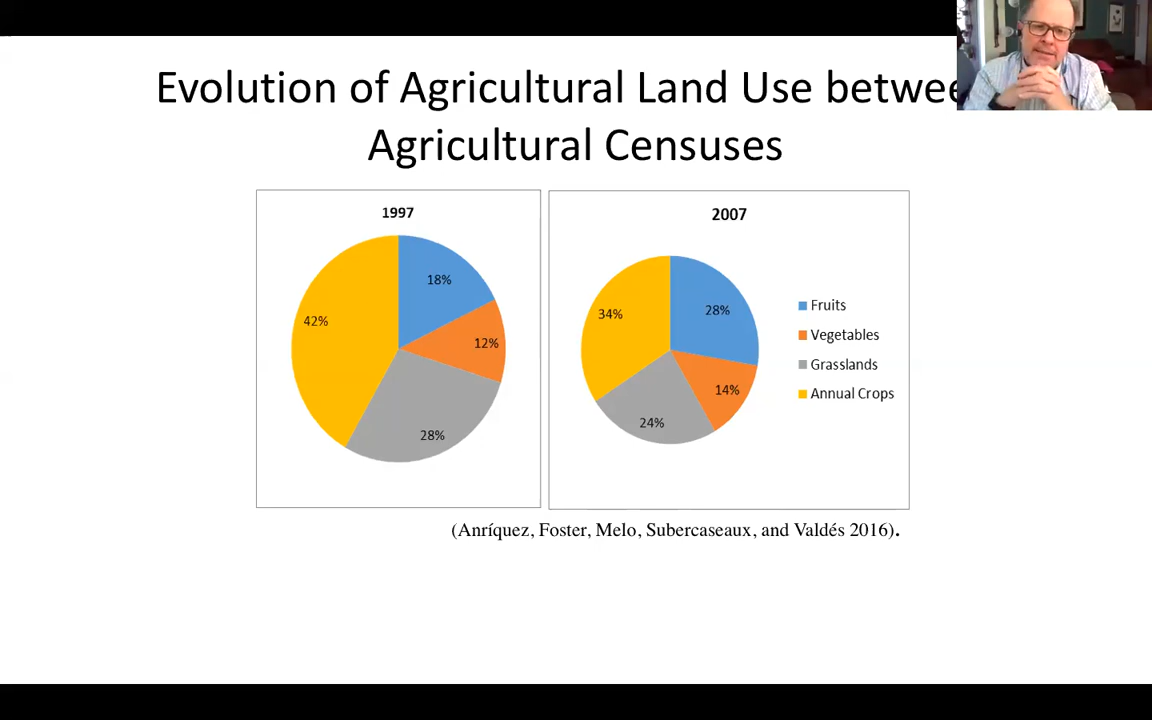 Evolution of Agricultural Land Use
Agricultural Censuses
1997
18%
12%
28%
42%
2007
28%
14%
24%
34%
Fruits
Vegetables
Grasslands
Annual Crops
(Anríquez, Foster, Melo, Subercaseaux, and Valdés 2016).